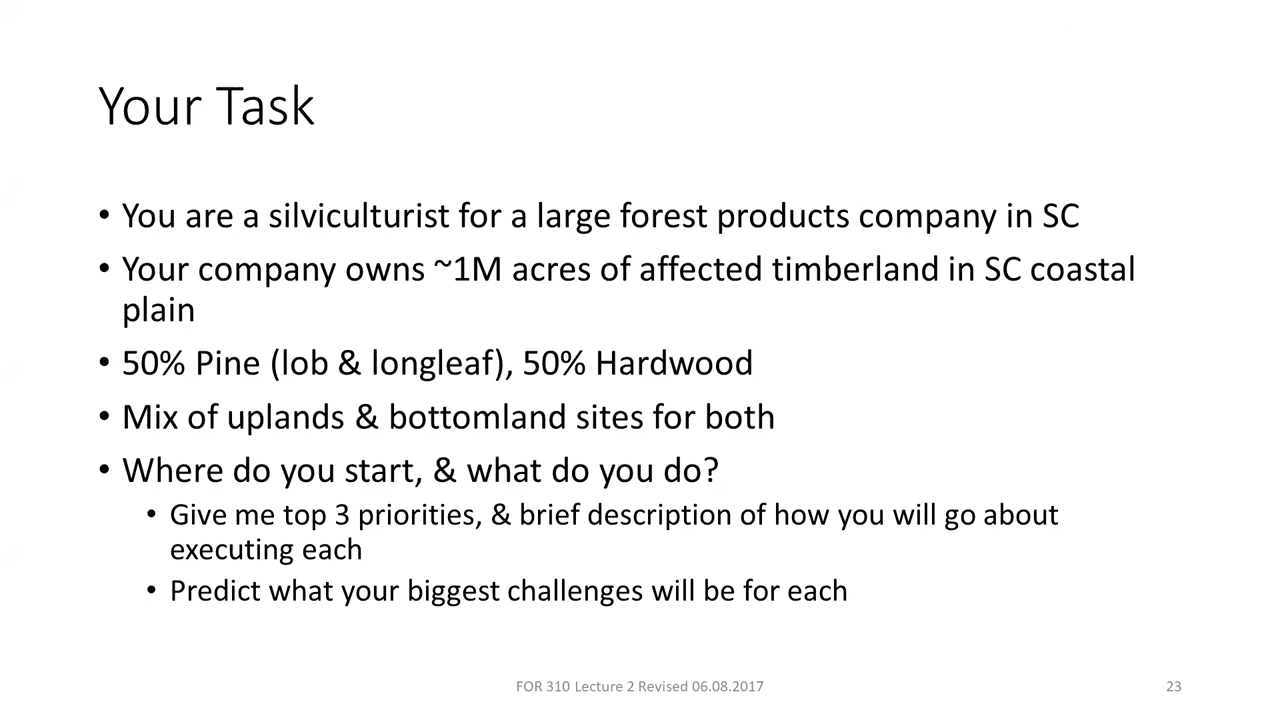 Your Task
• You are a silviculturist for a large forest products company in SC
• Your company owns ~1M acres of affected timberland in SC coastal
plain
• 50% Pine (lob & longleaf), 50% Hardwood
• Mix of uplands & bottomland sites for both
• Where do you start, & what do you do?
• Give me top 3 priorities, & brief description of how you will go about
executing each
• Predict what your biggest challenges will be for each
FOR 310 Lecture 2 Revised 06.08.2017
23